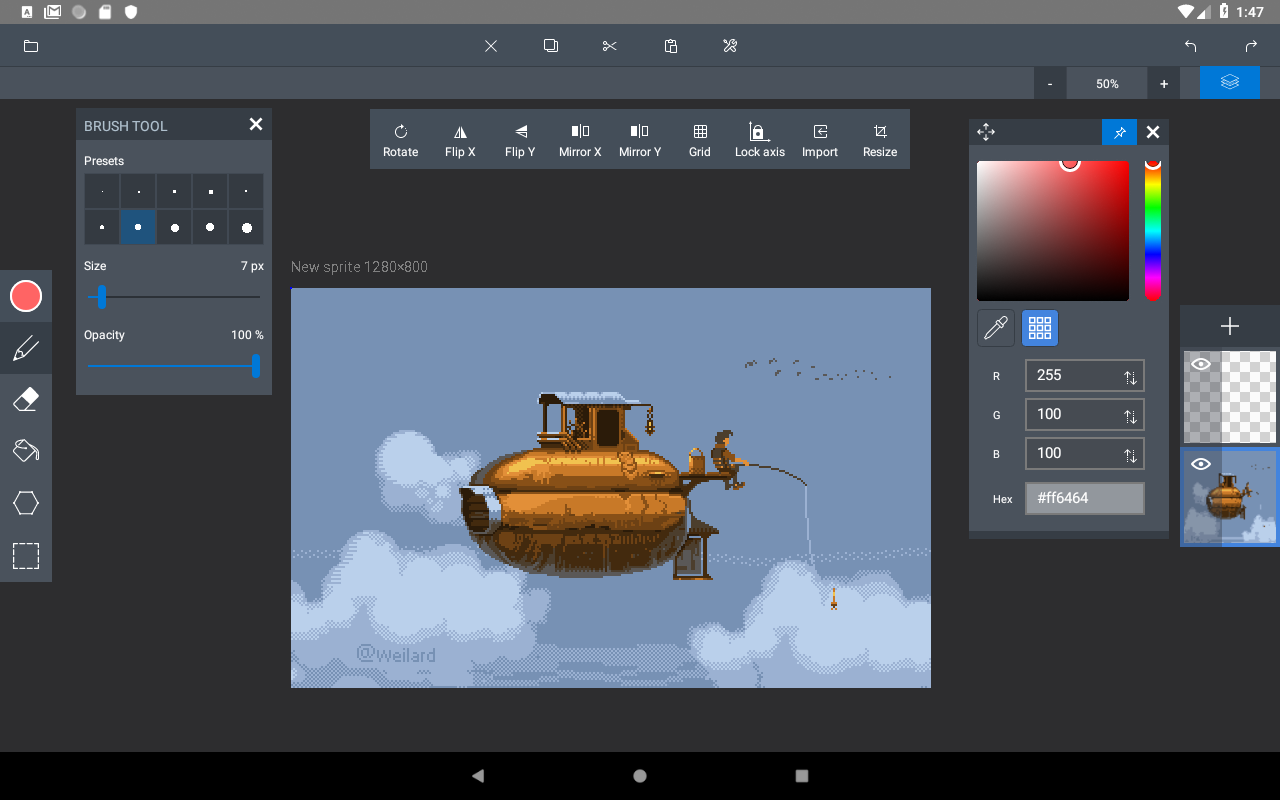 1:47
- 50% +
BRUSH TOOL
Presets
Size 7 px
Opacity 100 %
Rotate Flip X Flip Y Mirror X Mirror Y Grid Lock axis Import Resize
New sprite 1280×800
@Weilard
R 255
G 100
B 100
Hex #ff6464